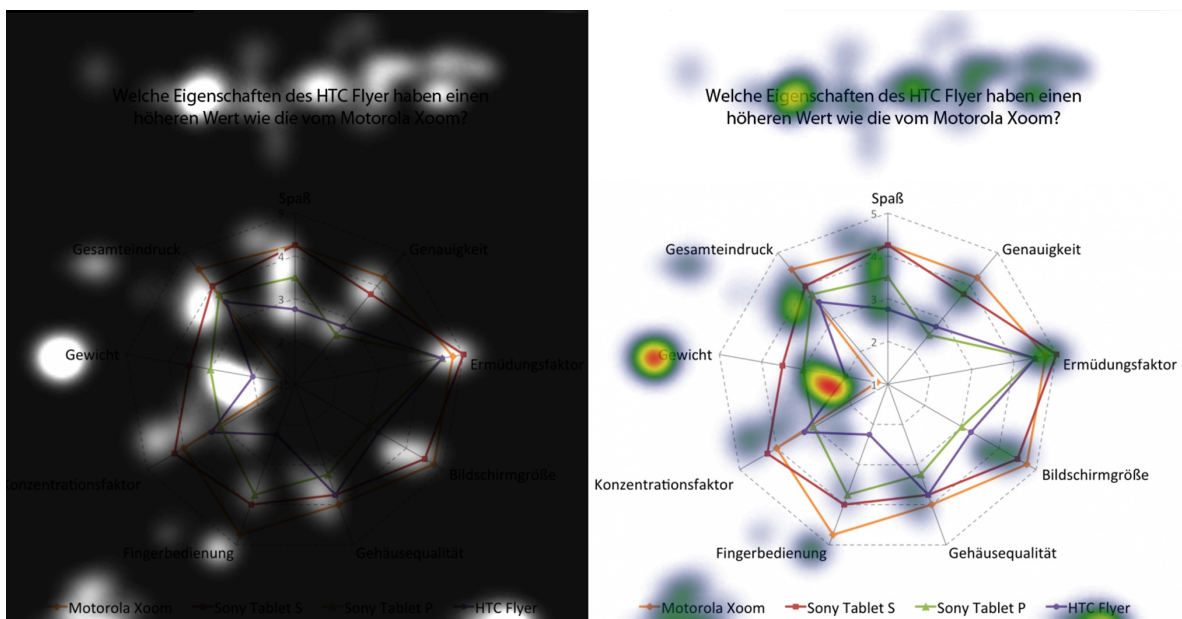 Welche Eigenschaften des HTC Flyer haben einen
höheren Wert wie die vom Motorola Xoom?
Spaß
5
Gesamteindruck
Genauigkeit
4
3
Gewicht
Ermüdungsfaktor
Konzentrationsfaktor
Bildschirmgröße
Fingerbedienung
Gehäusequalität
Motorola Xoom Sony Tablet S Sony Tablet P HTC Flyer
Welche Eigenschaften des HTC Flyer haben einen
höheren Wert wie die vom Motorola Xoom?
Spaß
5
Gesamteindruck
Genauigkeit
4
3
2
Gewicht
Ermüdungsfaktor
1
Bildschirmgröße
Konzentrationsfaktor
Fingerbedienung
Gehäusequalität
Motorola Xoom Sony Tablet S Sony Tablet P HTC Flyer